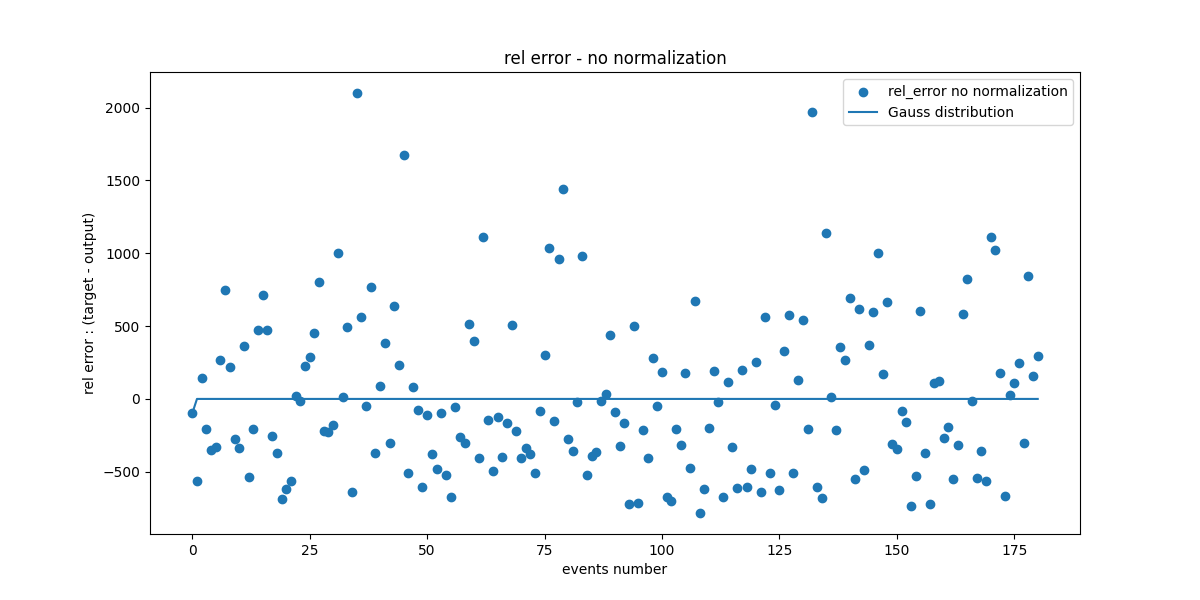 rel error - no normalization
rel_error no normalization
Gauss distribution
rel error : (target - output)
2000
1500
1000
500
0
−500
0 25 50 75 100 125 150 175
events number